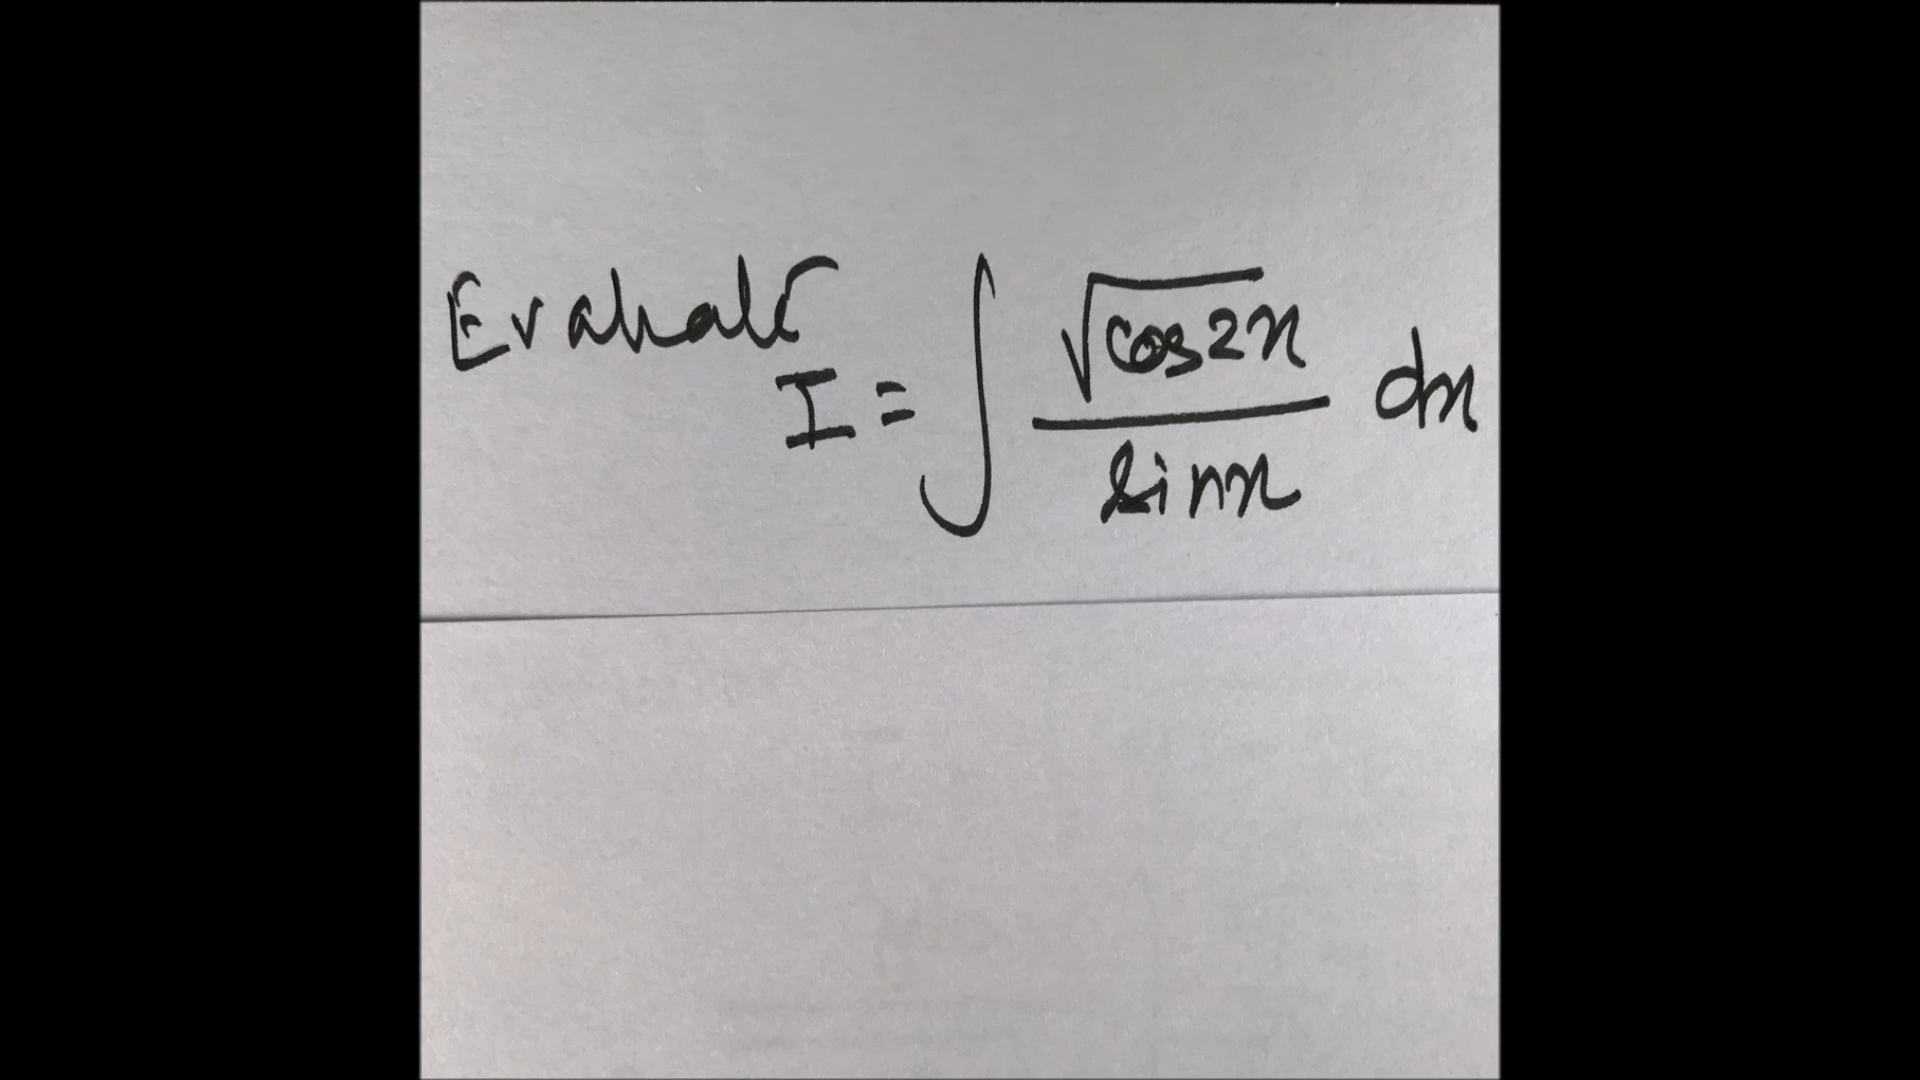 Evaluate
I = ∫ √cos2x / sinx dx